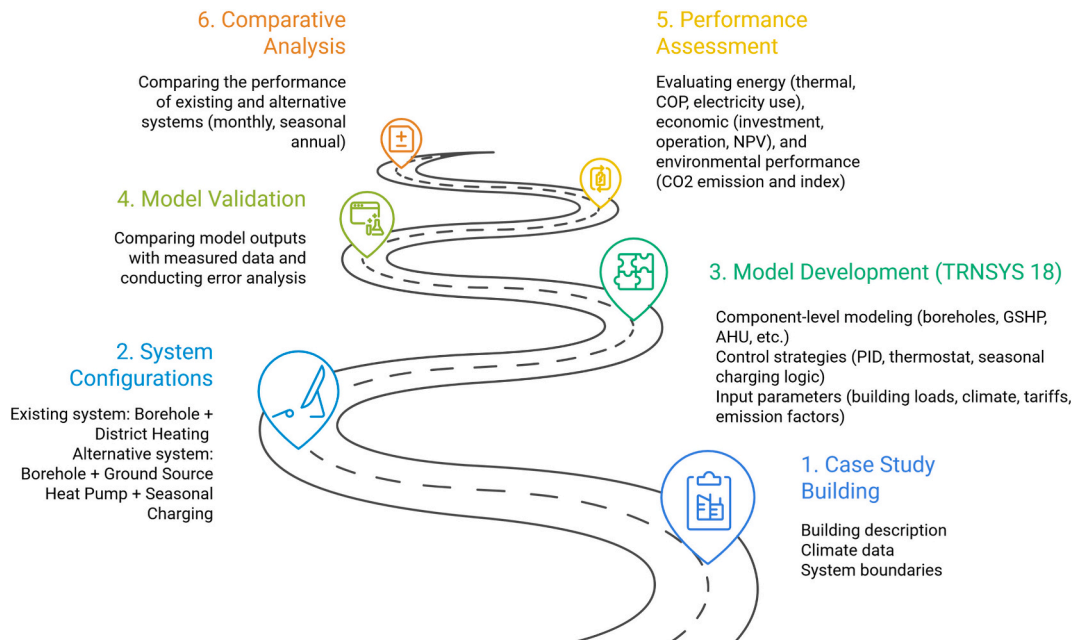 6. Comparative
Analysis
Comparing the performance
of existing and alternative
systems (monthly, seasonal
annual)
5. Performance
Assessment
Evaluating energy (thermal,
COP, electricity use),
economic (investment,
operation, NPV), and
environmental performance
(CO2 emission and index)
4. Model Validation
Comparing model outputs
with measured data and
conducting error analysis
3. Model Development (TRNSYS 18)
Component-level modeling (boreholes, GSHP,
AHU, etc.)
Control strategies (PID, thermostat, seasonal
charging logic)
Input parameters (building loads, climate, tariffs,
emission factors)
2. System
Configurations
Existing system: Borehole +
District Heating
Alternative system:
Borehole + Ground Source
Heat Pump + Seasonal
Charging
1. Case Study
Building
Building description
Climate data
System boundaries